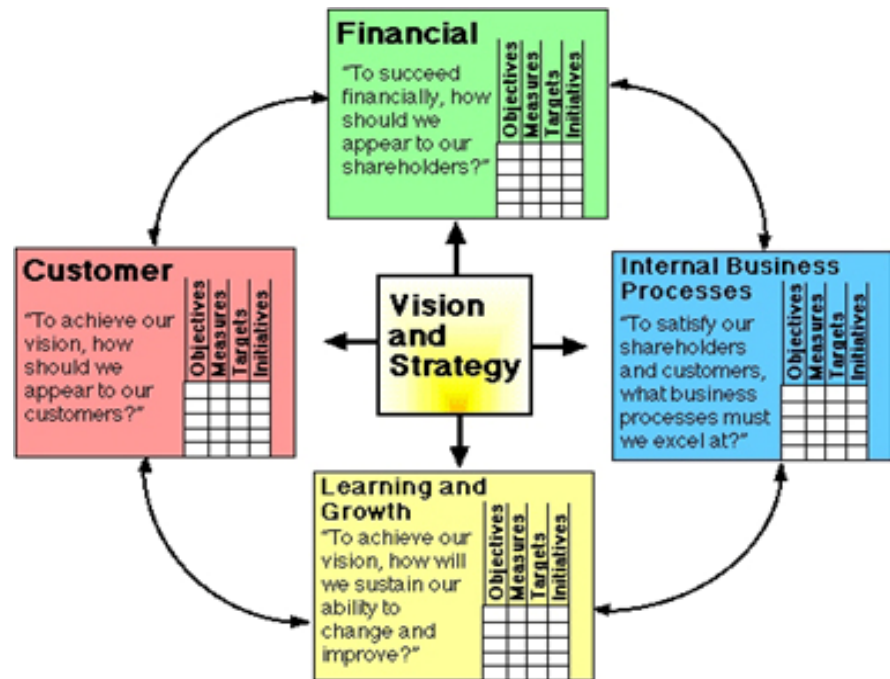 Financial
“To succeed
financially, how
should we
appear to our
shareholders?”
Objectives
Measures
Targets
Initiatives
Customer
“To achieve our
vision, how
should we
appear to our
customers?”
Objectives
Measures
Targets
Initiatives
Vision
and
Strategy
Internal Business
Processes
“To satisfy our
shareholders
and customers,
what business
processes must
we excel at?”
Objectives
Measures
Targets
Initiatives
Learning and
Growth
“To achieve our
vision, how will
we sustain our
ability to
change and
improve?”
Objectives
Measures
Targets
Initiatives